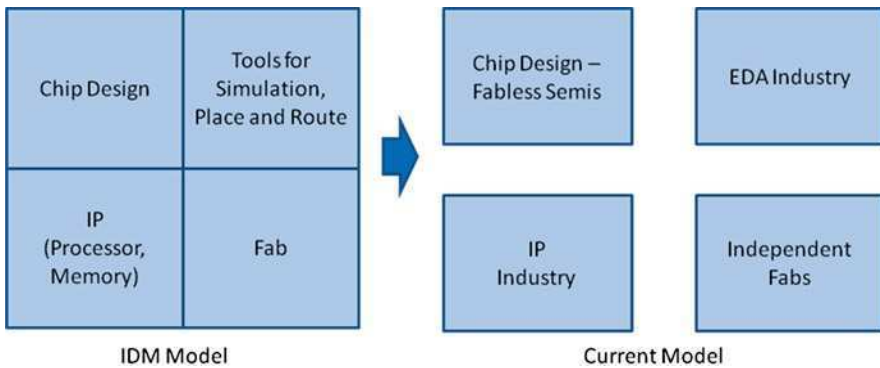 Chip Design
Tools for
Simulation,
Place and Route
IP
(Processor,
Memory)
Fab
IDM Model
Chip Design –
Fabless Semis
EDA Industry
IP
Industry
Independent
Fabs
Current Model